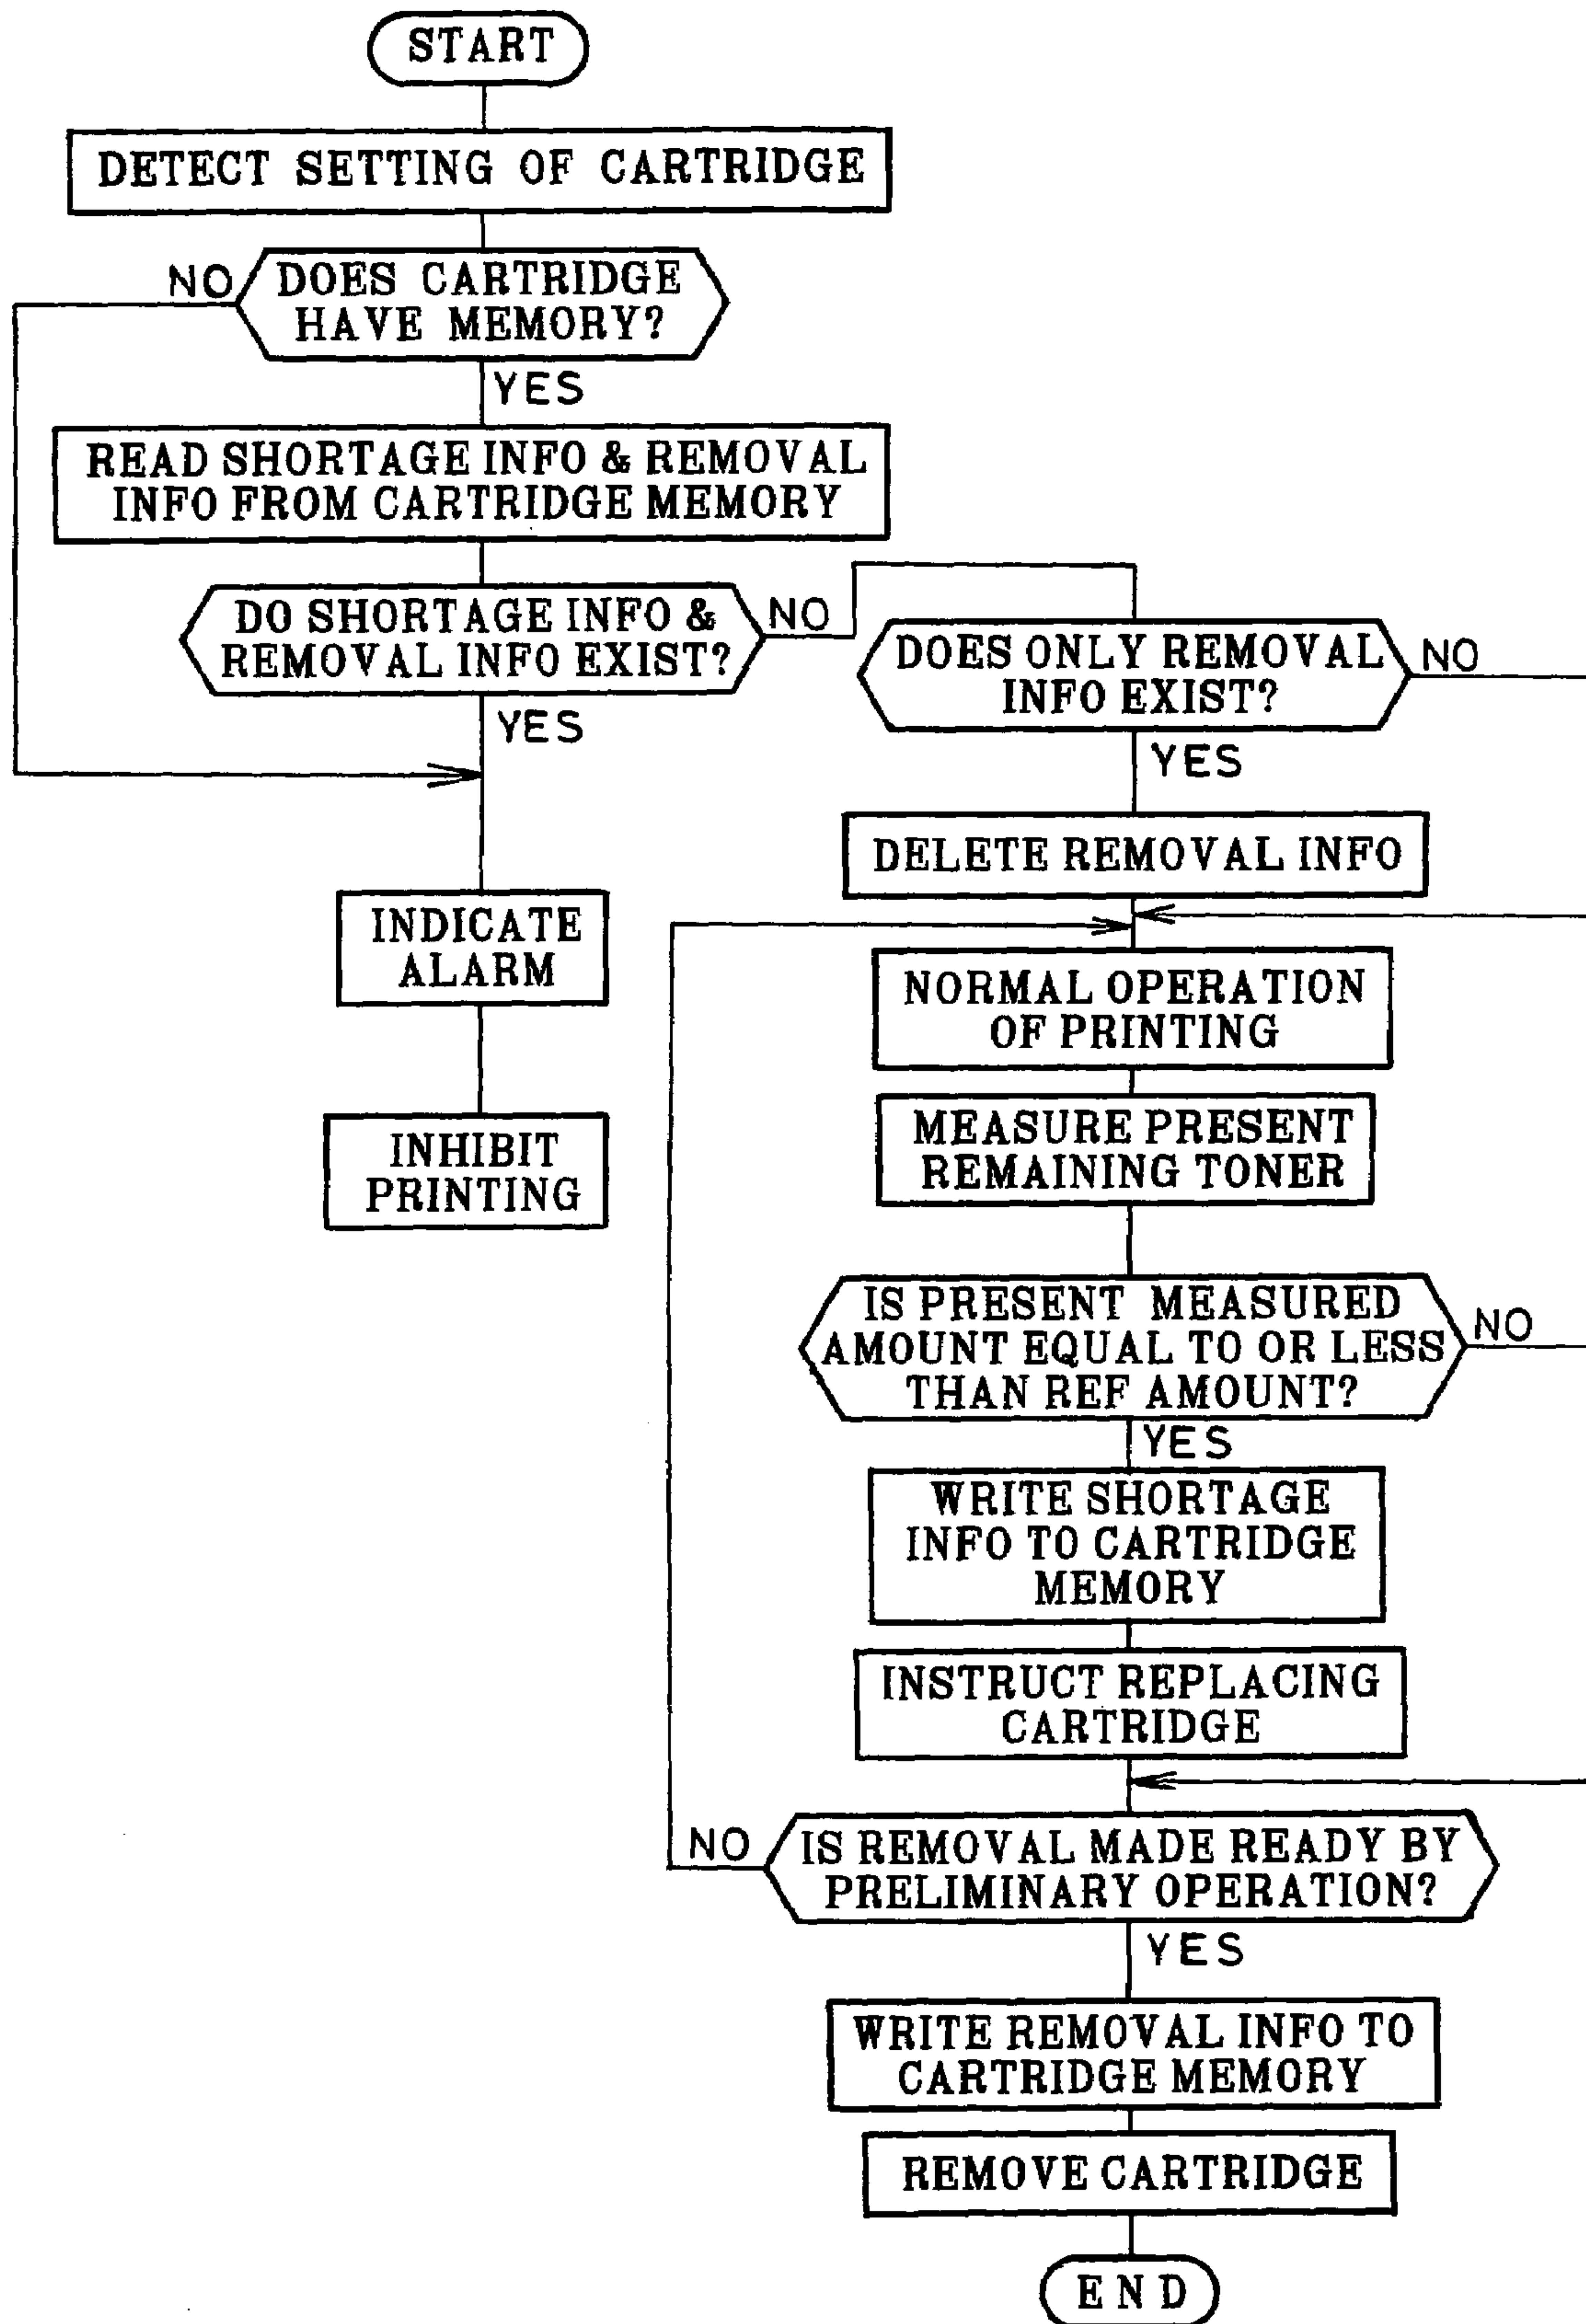 START
DETECT SETTING OF CARTRIDGE
NO
DOES CARTRIDGE
HAVE MEMORY?
YES
READ SHORTAGE INFO & REMOVAL
INFO FROM CARTRIDGE MEMORY
DO SHORTAGE INFO &
REMOVAL INFO EXIST?
NO
YES
INDICATE
ALARM
INHIBIT
PRINTING
DOES ONLY REMOVAL
INFO EXIST?
NO
YES
DELETE REMOVAL INFO
NORMAL OPERATION
OF PRINTING
MEASURE PRESENT
REMAINING TONER
IS PRESENT MEASURED
AMOUNT EQUAL TO OR LESS
THAN REF AMOUNT?
NO
YES
WRITE SHORTAGE
INFO TO CARTRIDGE
MEMORY
INSTRUCT REPLACING
CARTRIDGE
NO
IS REMOVAL MADE READY BY
PRELIMINARY OPERATION?
YES
WRITE REMOVAL INFO TO
CARTRIDGE MEMORY
REMOVE CARTRIDGE
END